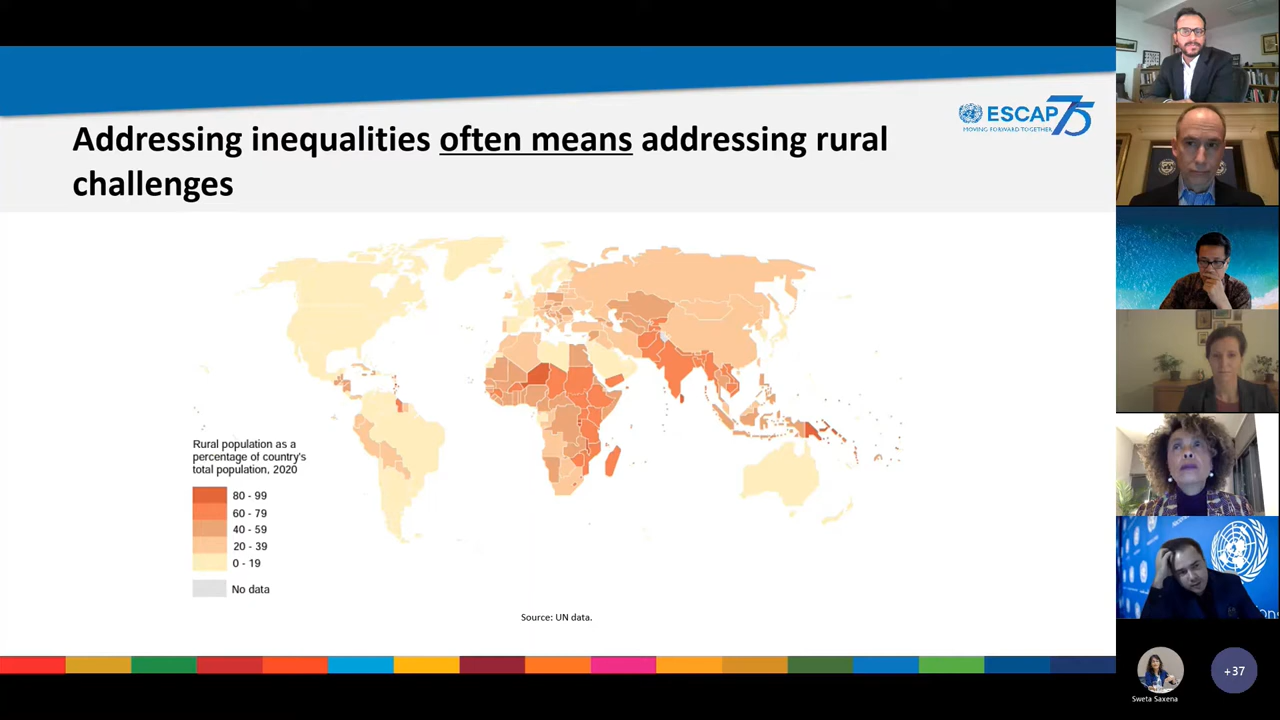 Addressing inequalities often means addressing rural
challenges
ESCAP 75
MOVING FORWARD TOGETHER
Rural population as a
percentage of country's
total population, 2020
80 - 99
60 - 79
40 - 59
20 - 39
0 - 19
No data
Source: UN data.
Sweta Saxena
+37